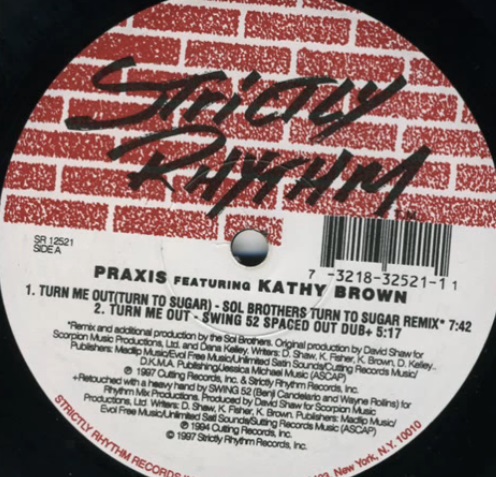 STRICTLY
RHYTHM
SR 12521
SIDE A
7 -3218-32521-1 1
PRAXIS FEATURING KATHY BROWN
1. TURN ME OUT(TURN TO SUGAR) - SOL BROTHERS TURN TO SUGAR REMIX* 7:42
2. TURN ME OUT - SWING 52 SPACED OUT DUB+ 5:17
*Remix and additional production by the Sol Brothers. Original production by David Shaw for
Scorpion Music Productions, Ltd. and Dana Kelley. Writers: D. Shaw, K. Fisher, K. Brown, D. Kelley..
Publishers: Madlip Music/Evol Free Music/Unlimited Satin Sounds/Cutting Records Music/
D.K.M.A. Publishing/Jessica Michael Music (ASCAP)
℗ 1997 Cutting Records, Inc. & Strictly Rhythm Records, Inc.
+Retouched with a heavy hand by SWING 52 (Benji Candelario and Wayne Rollins) for
Rhythm Mix Productions. Produced by David Shaw for Scorpion Music
Productions, Ltd. Writers: D. Shaw, K. Fisher, K. Brown. Publishers: Madlip Music/
Evol Free Music/Unlimited Sati Sounds/Cutting Records Music (ASCAP)
℗ 1994 Cutting Records, Inc.
© 1997 Strictly Rhythm Records, Inc.
STRICTLY RHYTHM RECORDS New York, N.Y. 10010